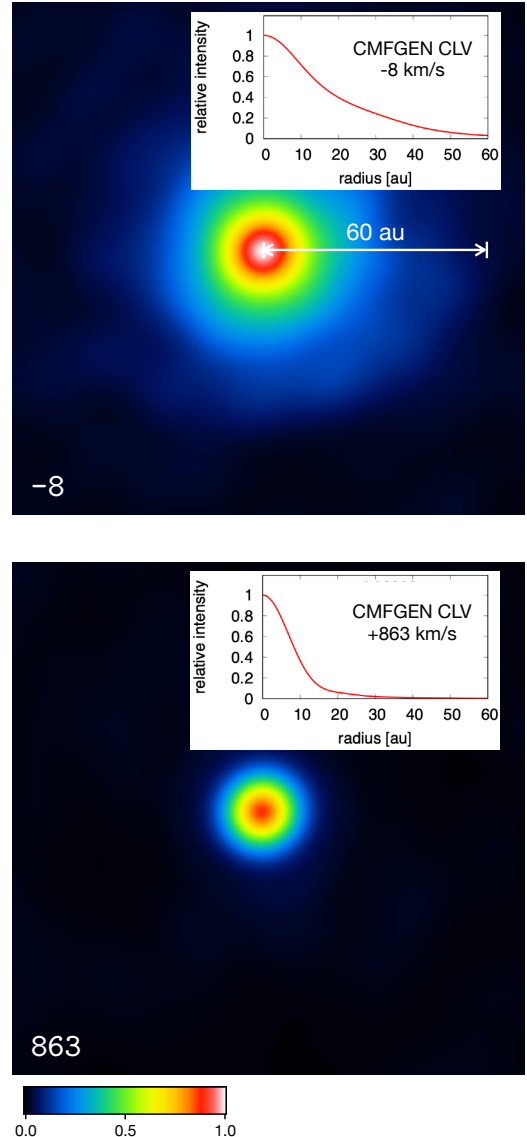 relative intensity
1
0.8
0.6
0.4
0.2
0
CMFGEN CLV
-8 km/s
0 10 20 30 40 50 60
radius [au]
60 au
−8
relative intensity
1
0.8
0.6
0.4
0.2
0
CMFGEN CLV
+863 km/s
0 10 20 30 40 50 60
radius [au]
863
0.0 0.5 1.0